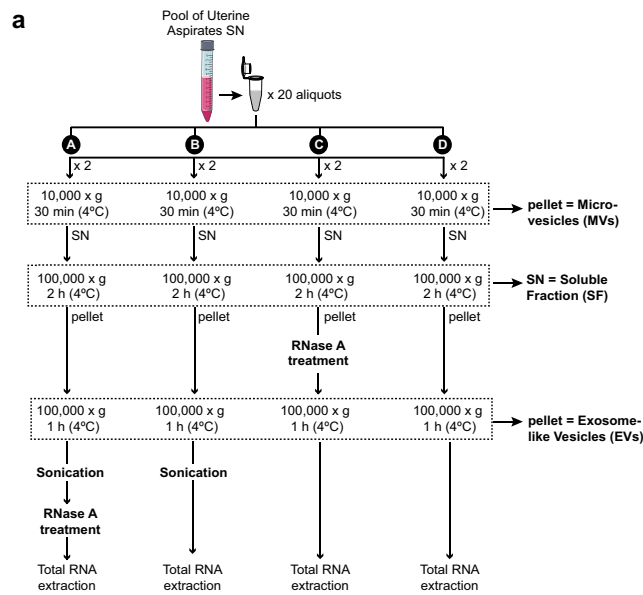 a
Pool of Uterine
Aspirates SN
x 20 aliquots
A B C D
x 2 x 2 x 2 x 2
10,000 x g 10,000 x g 10,000 x g 10,000 x g
30 min (4ºC) 30 min (4ºC) 30 min (4ºC) 30 min (4ºC)
pellet = Micro-
vesicles (MVs)
SN SN SN SN
100,000 x g 100,000 x g 100,000 x g 100,000 x g
2 h (4ºC) 2 h (4ºC) 2 h (4ºC) 2 h (4ºC)
SN = Soluble
Fraction (SF)
pellet pellet pellet pellet
RNase A
treatment
100,000 x g 100,000 x g 100,000 x g 100,000 x g
1 h (4ºC) 1 h (4ºC) 1 h (4ºC) 1 h (4ºC)
pellet = Exosome-
like Vesicles (EVs)
Sonication Sonication
RNase A
treatment
Total RNA Total RNA Total RNA Total RNA
extraction extraction extraction extraction